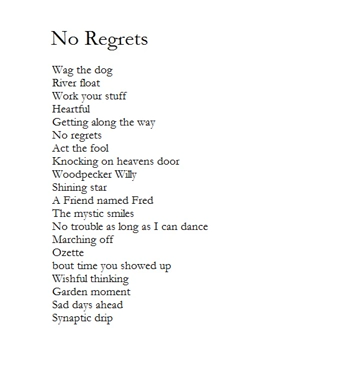 No Regrets
Wag the dog
River float
Work your stuff
Heartful
Getting along the way
No regrets
Act the fool
Knocking on heavens door
Woodpecker Willy
Shining star
A Friend named Fred
The mystic smiles
No trouble as long as I can dance
Marching off
Ozette
bout time you showed up
Wishful thinking
Garden moment
Sad days ahead
Synaptic drip